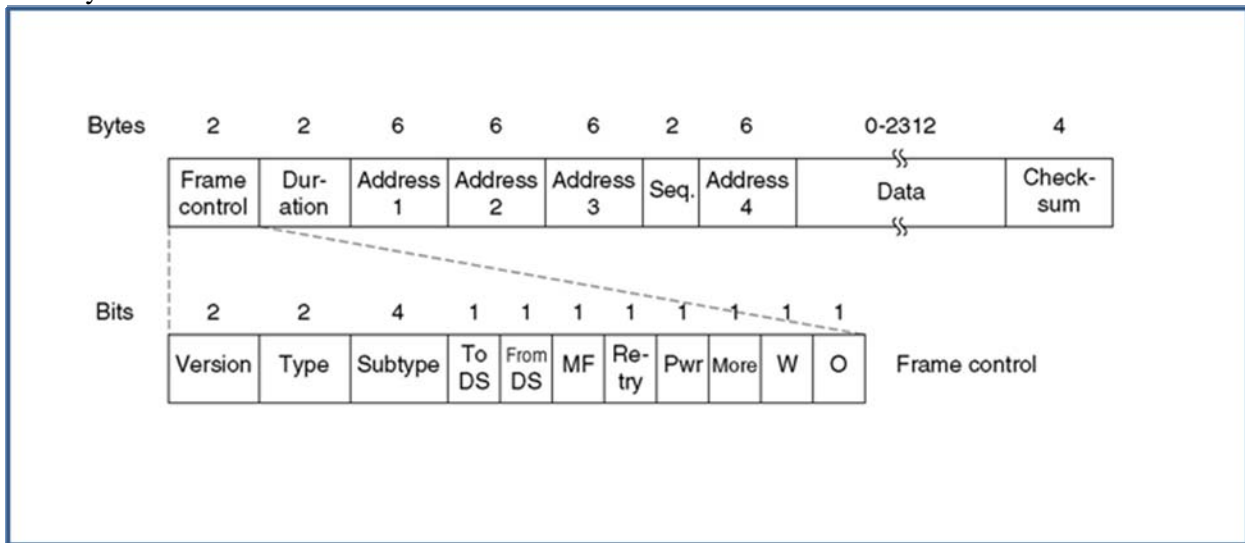 Bytes 2 2 6 6 6 2 6 0-2312 4
Frame control Dur-ation Address 1 Address 2 Address 3 Seq. Address 4 Data Check-sum
Bits 2 2 4 1 1 1 1 1 1 1 1
Version Type Subtype To DS From DS MF Re-try Pwr More W O Frame control